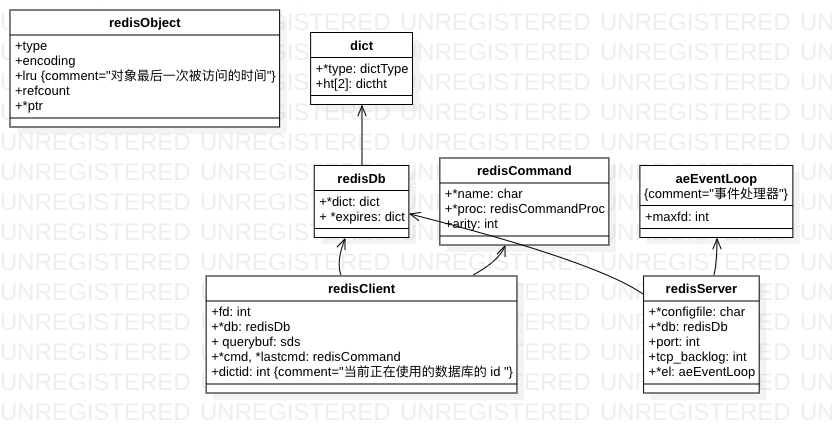 redisObject
+type
+encoding
+lru {comment="对象最后一次被访问的时间"}
+refcount
+*ptr
dict
+*type: dictType
+ht[2]: dictht
redisDb
+*dict: dict
+ *expires: dict
redisCommand
+*name: char
+*proc: redisCommandProc
+arity: int
aeEventLoop
{comment="事件处理器"}
+maxfd: int
redisClient
+fd: int
+*db: redisDb
+ querybuf: sds
+*cmd, *lastcmd: redisCommand
+dictid: int {comment="当前正在使用的数据库的 id "}
redisServer
+*configfile: char
+*db: redisDb
+port: int
+tcp_backlog: int
+*el: aeEventLoop
UNREGISTERED UNREGISTERED UNREGISTERED UNREGISTERED UN